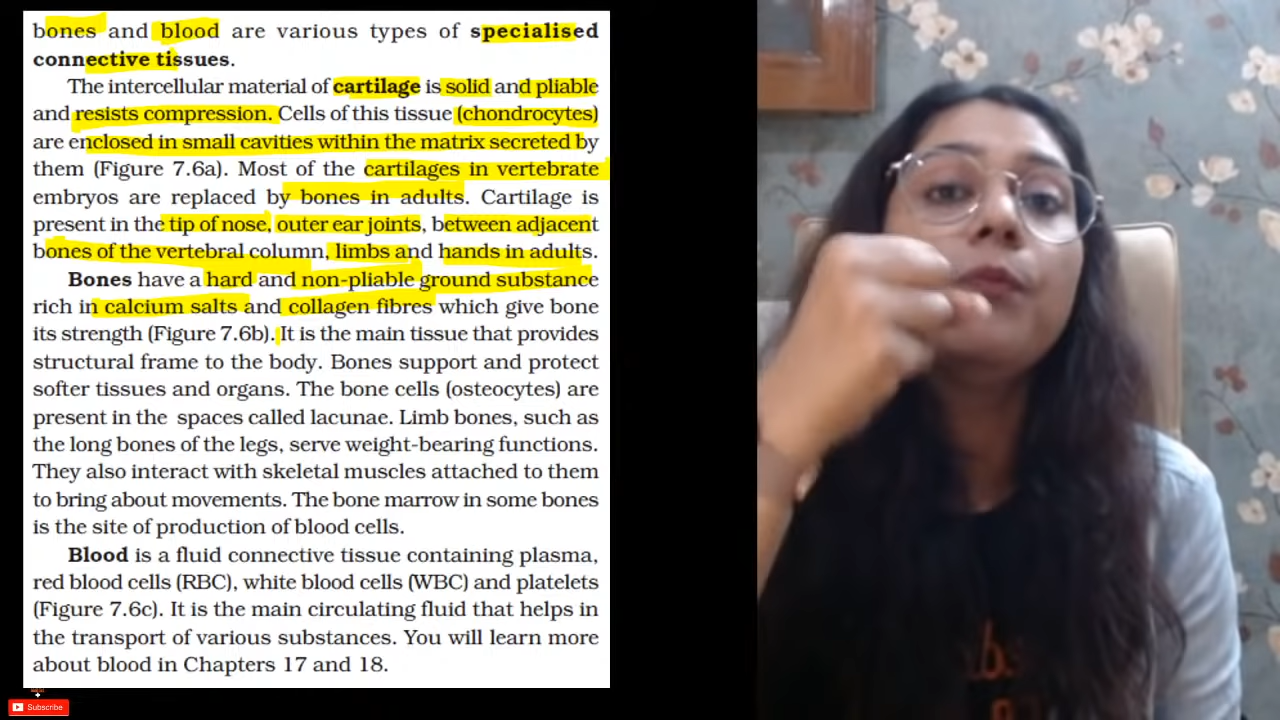 bones and blood are various types of specialised
connective tissues.
The intercellular material of cartilage is solid and pliable
and resists compression. Cells of this tissue (chondrocytes)
are enclosed in small cavities within the matrix secreted by
them (Figure 7.6a). Most of the cartilages in vertebrate
embryos are replaced by bones in adults. Cartilage is
present in the tip of nose, outer ear joints, between adjacent
bones of the vertebral column, limbs and hands in adults.
Bones have a hard and non-pliable ground substance
rich in calcium salts and collagen fibres which give bone
its strength (Figure 7.6b). It is the main tissue that provides
structural frame to the body. Bones support and protect
softer tissues and organs. The bone cells (osteocytes) are
present in the spaces called lacunae. Limb bones, such as
the long bones of the legs, serve weight-bearing functions.
They also interact with skeletal muscles attached to them
to bring about movements. The bone marrow in some bones
is the site of production of blood cells.
Blood is a fluid connective tissue containing plasma,
red blood cells (RBC), white blood cells (WBC) and platelets
(Figure 7.6c). It is the main circulating fluid that helps in
the transport of various substances. You will learn more
about blood in Chapters 17 and 18.
Subscribe